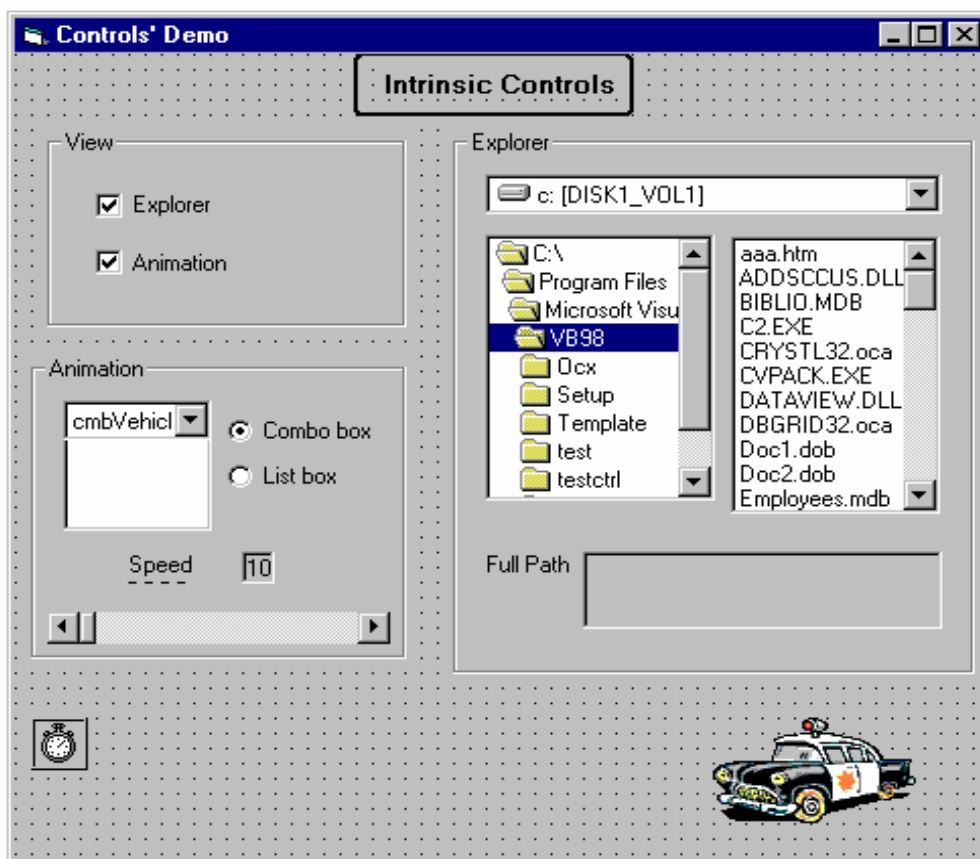 Controls' Demo
Intrinsic Controls
View
Explorer
Animation
Animation
cmbVehicl
Combo box
List box
Speed
10
Explorer
c: [DISK1_VOL1]
C:\
Program Files
Microsoft Visu
VB98
Ocx
Setup
Template
test
testctrl
aaa.htm
ADDSCCUS.DLL
BIBLIO.MDB
C2.EXE
CRYSTL32.oca
CVPACK.EXE
DATAVIEW.DLL
DBGRID32.oca
Doc1.dob
Doc2.dob
Employees.mdb
Full Path